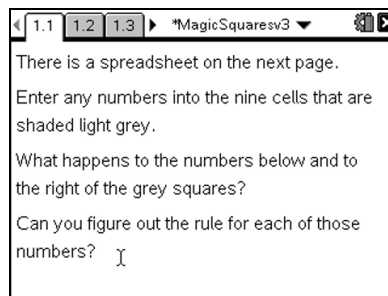 1.1 1.2 1.3 *MagicSquaresv3
There is a spreadsheet on the next page.
Enter any numbers into the nine cells that are
shaded light grey.
What happens to the numbers below and to
the right of the grey squares?
Can you figure out the rule for each of those
numbers?